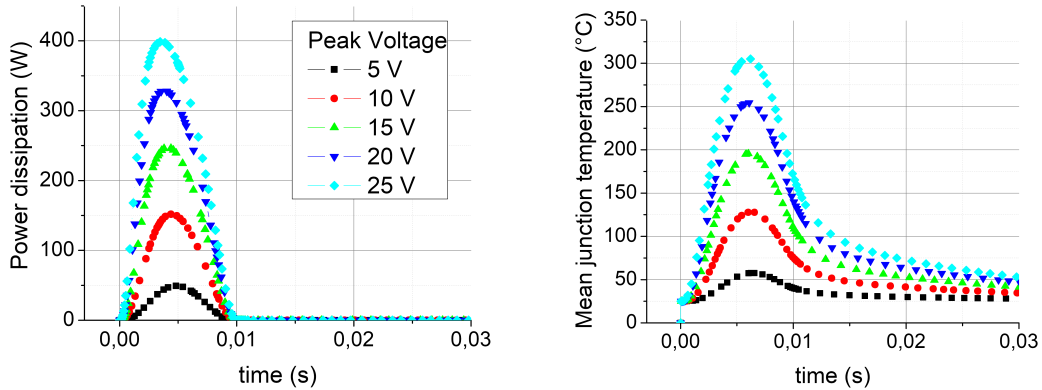 Power dissipation (W)
400
300
200
100
0
Peak Voltage
5 V
10 V
15 V
20 V
25 V
0,00
0,01
0,02
0,03
time (s)
Mean junction temperature (°C)
350
300
250
200
150
100
50
0
0,00
0,01
0,02
0,03
time (s)